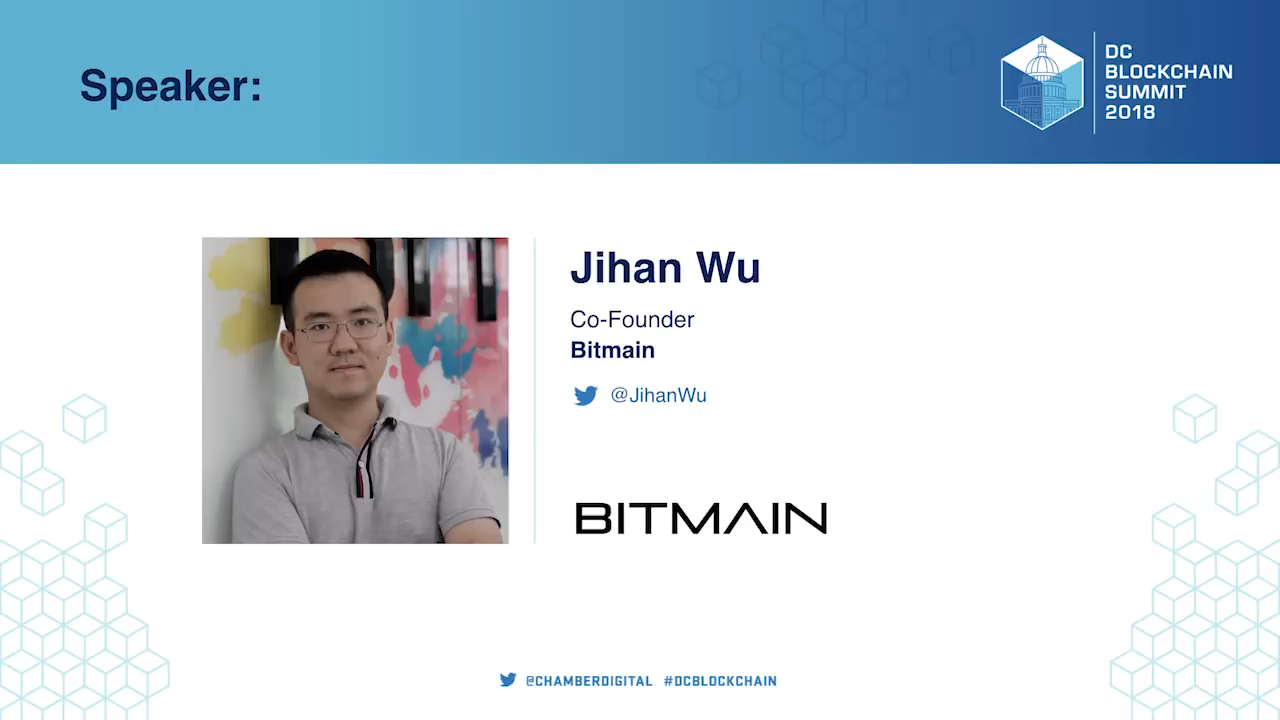 Speaker:
DC
BLOCKCHAIN
SUMMIT
2018
Jihan Wu
Co-Founder
Bitmain
@JihanWu
BITMAIN
@CHAMBERDIGITAL #DCBLOCKCHAIN